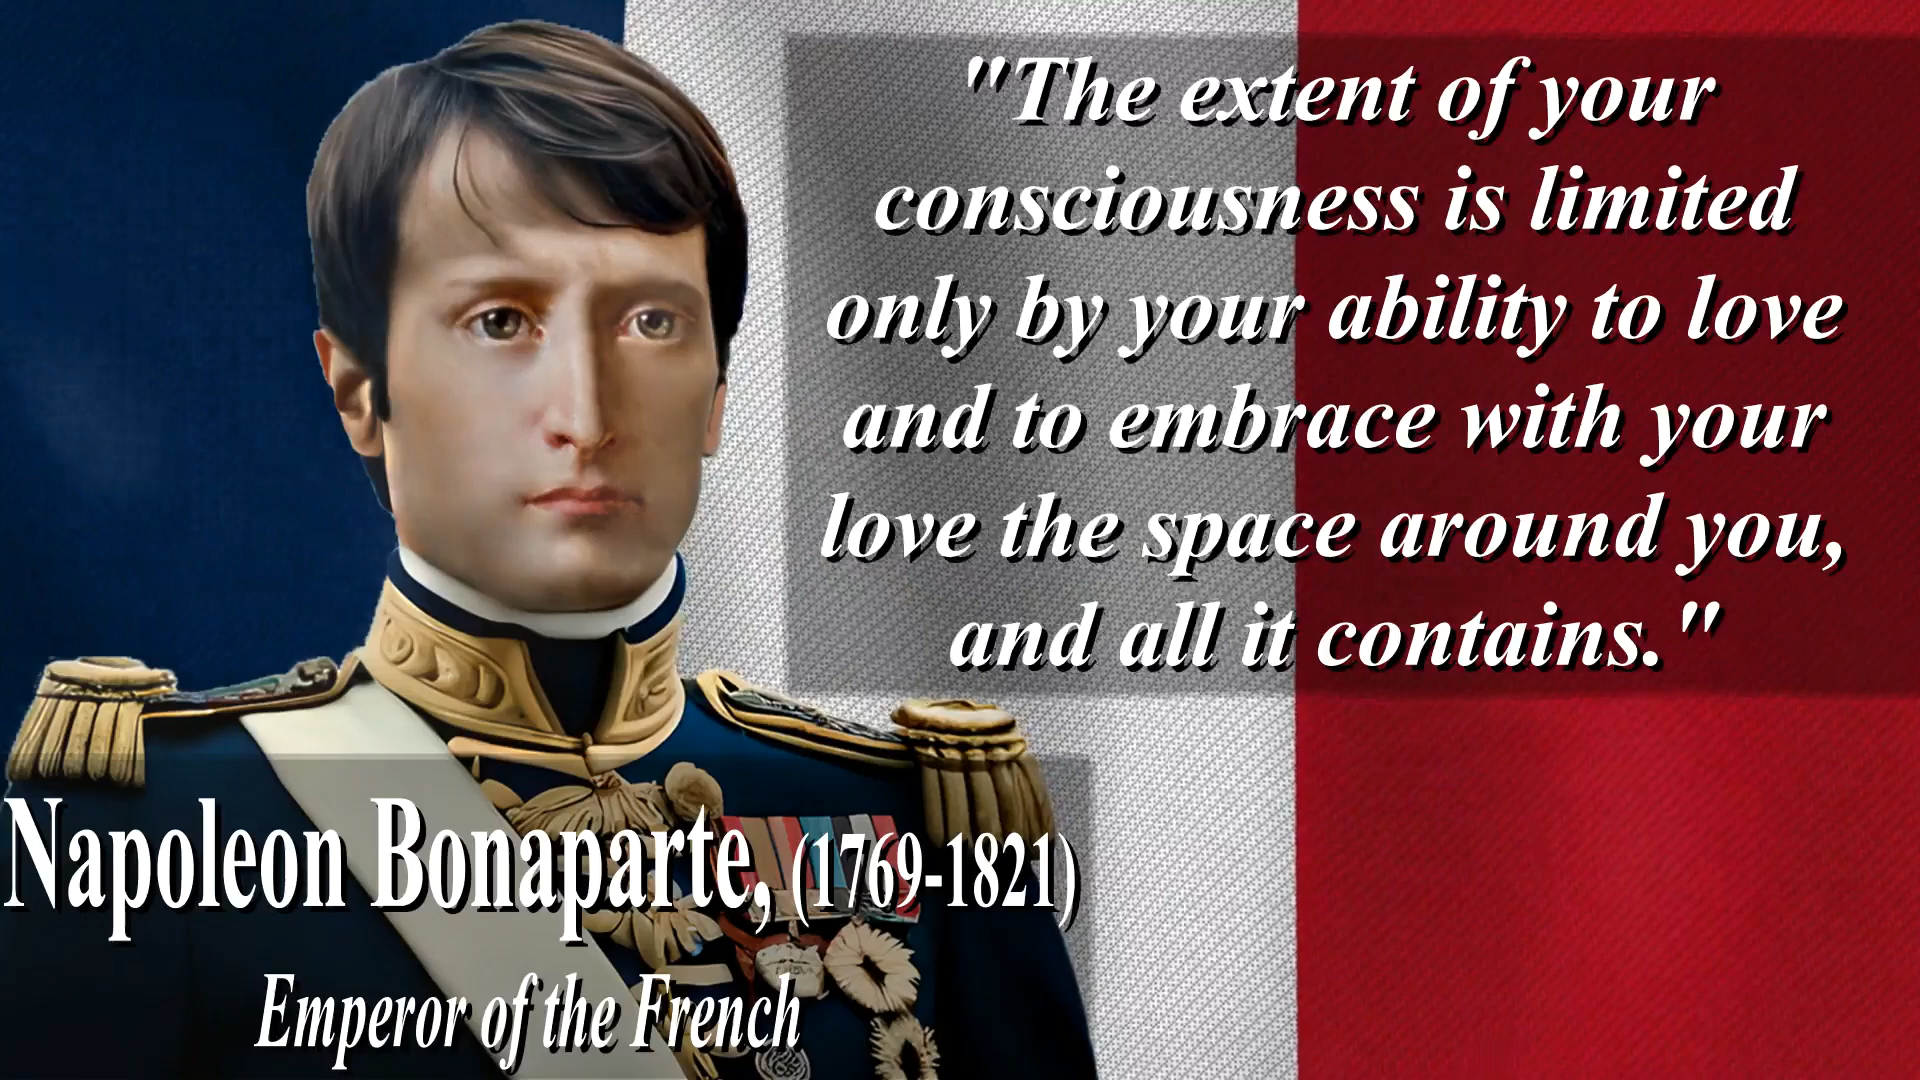 "The extent of your
consciousness is limited
only by your ability to love
and to embrace with your
love the space around you,
and all it contains."
Napoleon Bonaparte, (1769-1821)
Emperor of the French